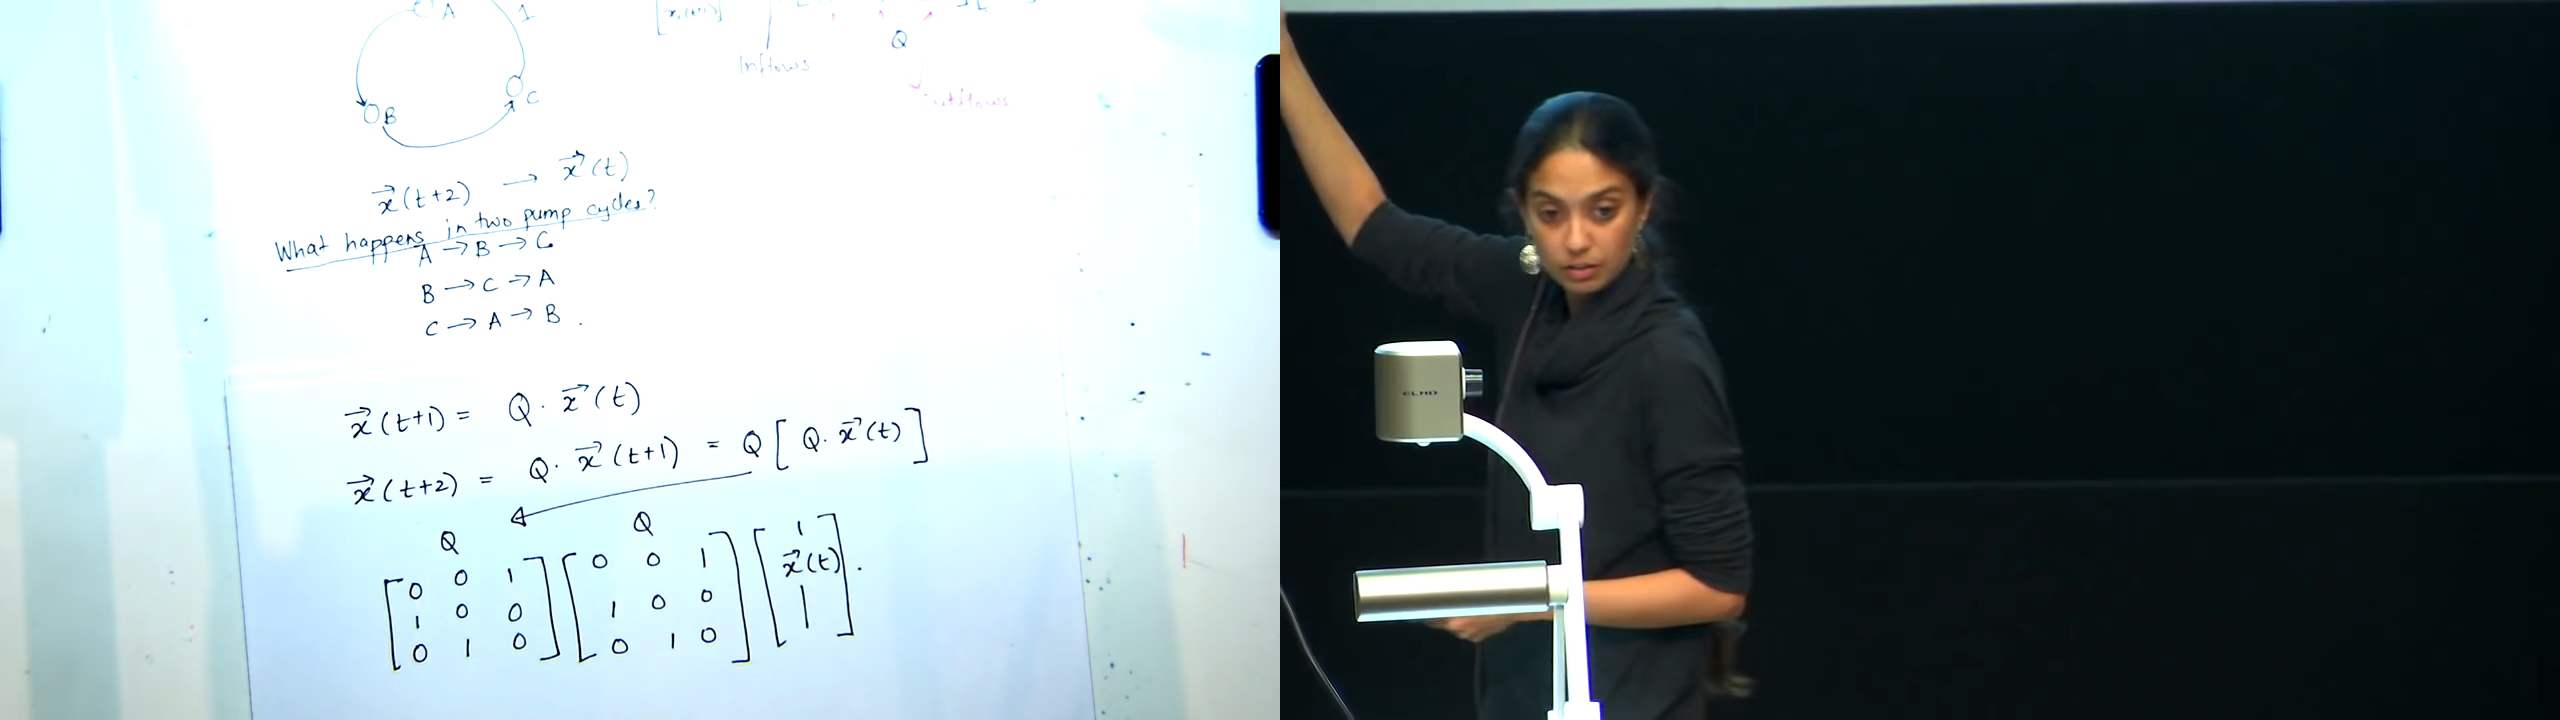 A
1
Q
Inflows
B
C
x⃗(t+2) → x⃗(t)
What happens in two pump cycles?
A → B → C
B → C → A
C → A → B .
x⃗(t+1) = Q · x⃗(t)
x⃗(t+2) = Q · x⃗(t+1) = Q [ Q · x⃗(t) ]
Q Q
[ 0 0 1 ] [ 0 0 1 ] [ | ]
[ 1 0 0 ] [ 1 0 0 ] [ x⃗(t) ] .
[ 0 1 0 ] [ 0 1 0 ] [ | ]
ELMO